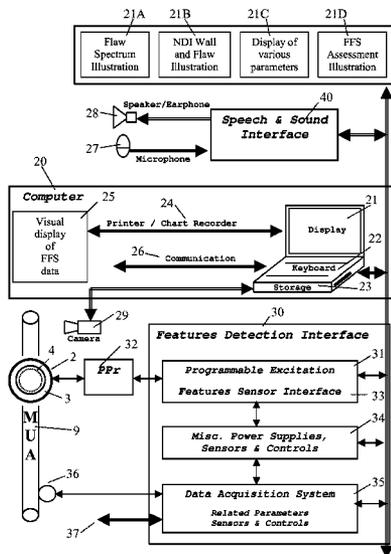 21A 21B 21C 21D
Flaw
Spectrum
Illustration
NDI Wall
and Flaw
Illustration
Display of
various
parameters
FFS
Assessment
Illustration
28
Speaker/Earphone
40
Speech & Sound
Interface
27
Microphone
20
Computer
25
24
21
Visual
display
of
FFS
data
Printer / Chart Recorder
Display
22
26
Communication
Keyboard
Storage
23
29
Camera
30
Features Detection Interface
32
31
4
2
PPr
Programmable Excitation
Features Sensor Interface
33
3
MUA
9
34
Misc. Power Supplies,
Sensors & Controls
36
35
Data Acquisition System
Related Parameters
Sensors & Controls
37